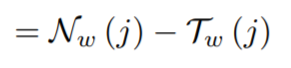 = 𝒩_w (j) − 𝒯_w (j)